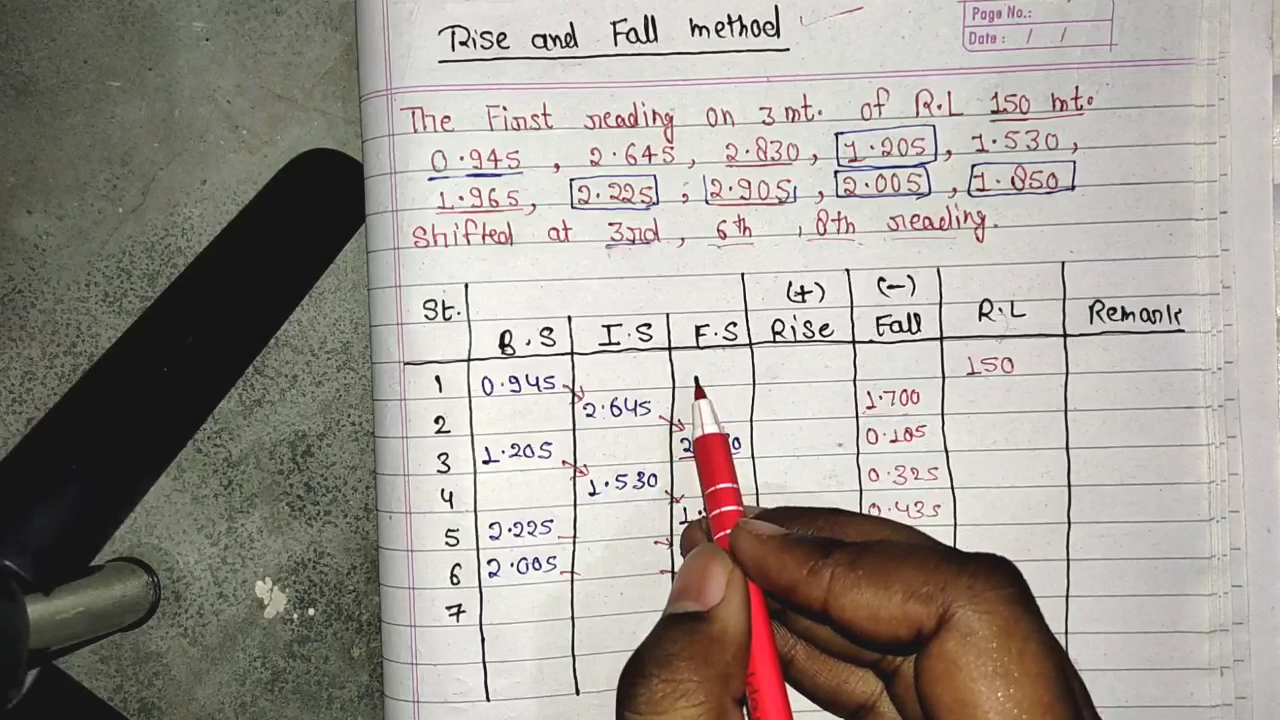 Page No.:
Date: / /
Rise and Fall method
The First reading on 3 mt. of R.L 150 mt.
0.945, 2.645, 2.830, 1.205, 1.530,
1.965, 2.225, 2.905, 2.005, 1.850
Shifted at 3rd, 6th, 8th reading.
St. B.S I.S F.S (+) Rise (-) Fall R.L Remark
1 0.945 150
2 2.645 1.700
3 1.205 0.185
4 1.530 0.325
5 2.225 0.435
6 2.005
7